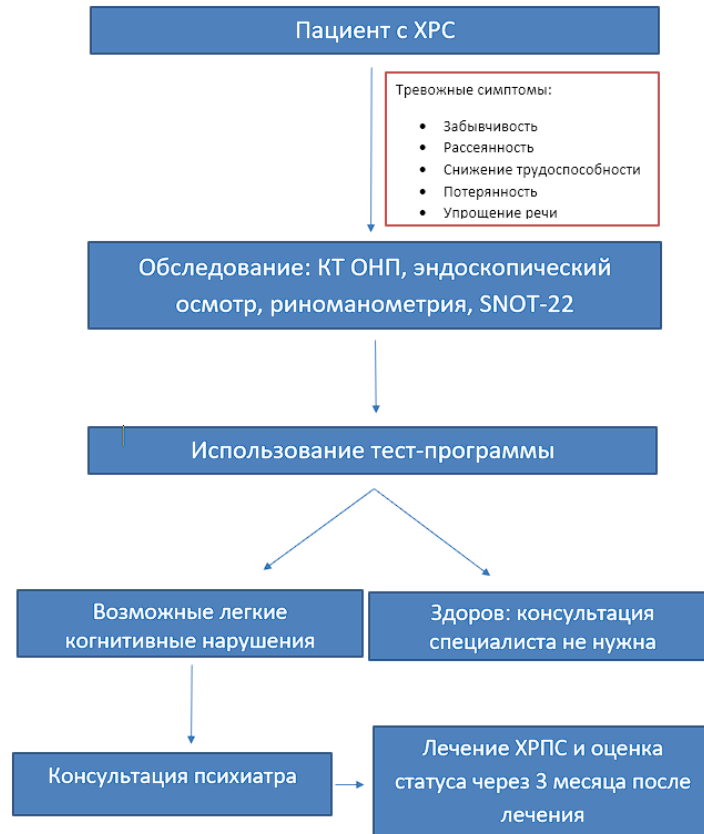 Пациент с ХРС
Тревожные симптомы:
• Забывчивость
• Рассеянность
• Снижение трудоспособности
• Потерянность
• Упрощение речи
Обследование: КТ ОНП, эндоскопический
осмотр, риноманометрия, SNOT-22
Использование тест-программы
Возможные легкие
когнитивные нарушения
Здоров: консультация
специалиста не нужна
Консультация психиатра
Лечение ХРПС и оценка
статуса через 3 месяца после
лечения